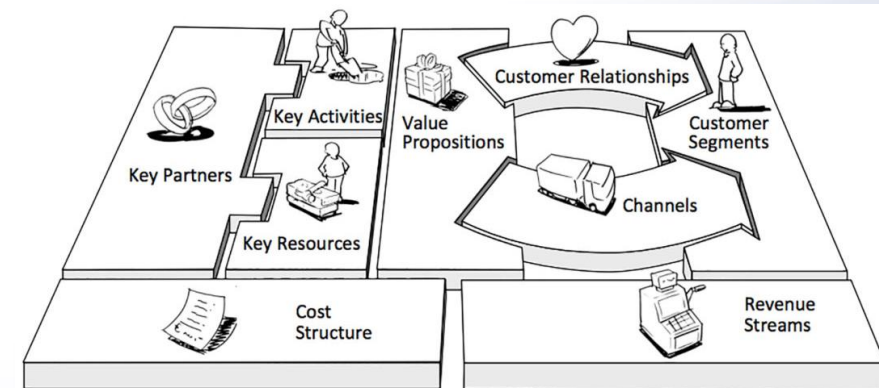 Key Partners
Key Activities
Key Resources
Value
Propositions
Customer Relationships
Channels
Customer
Segments
Cost
Structure
Revenue
Streams